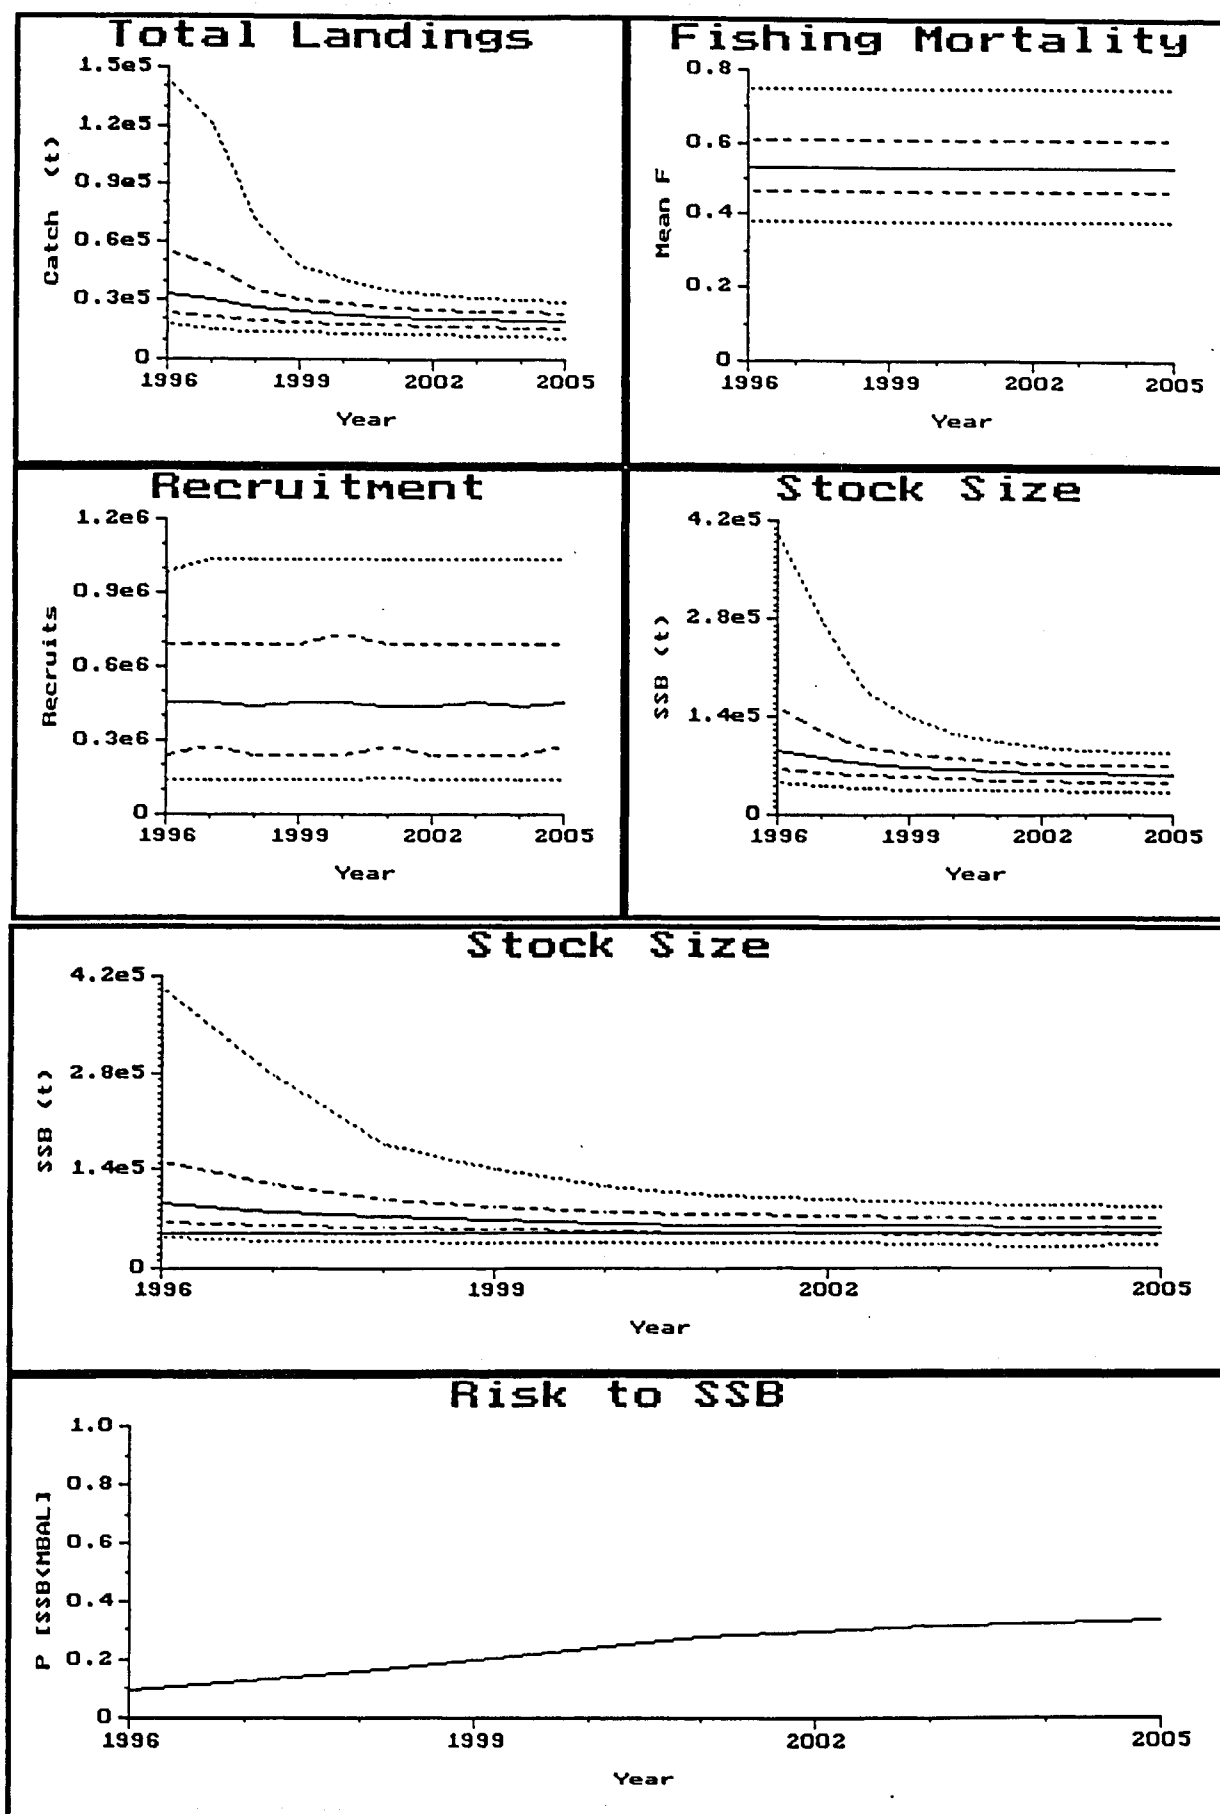 Total Landings
1.5e5
1.2e5
0.9e5
0.6e5
0.3e5
0
Catch (t)
1996 1999 2002 2005
Year
Fishing Mortality
0.8
0.6
0.4
0.2
0
Mean F
1996 1999 2002 2005
Year
Recruitment
1.2e6
0.9e6
0.6e6
0.3e6
0
Recruits
1996 1999 2002 2005
Year
Stock Size
4.2e5
2.8e5
1.4e5
0
SSB (t)
1996 1999 2002 2005
Year
Stock Size
4.2e5
2.8e5
1.4e5
0
SSB (t)
1996 1999 2002 2005
Year
Risk to SSB
1.0
0.8
0.6
0.4
0.2
0
P [SSB<MBAL]
1996 1999 2002 2005
Year